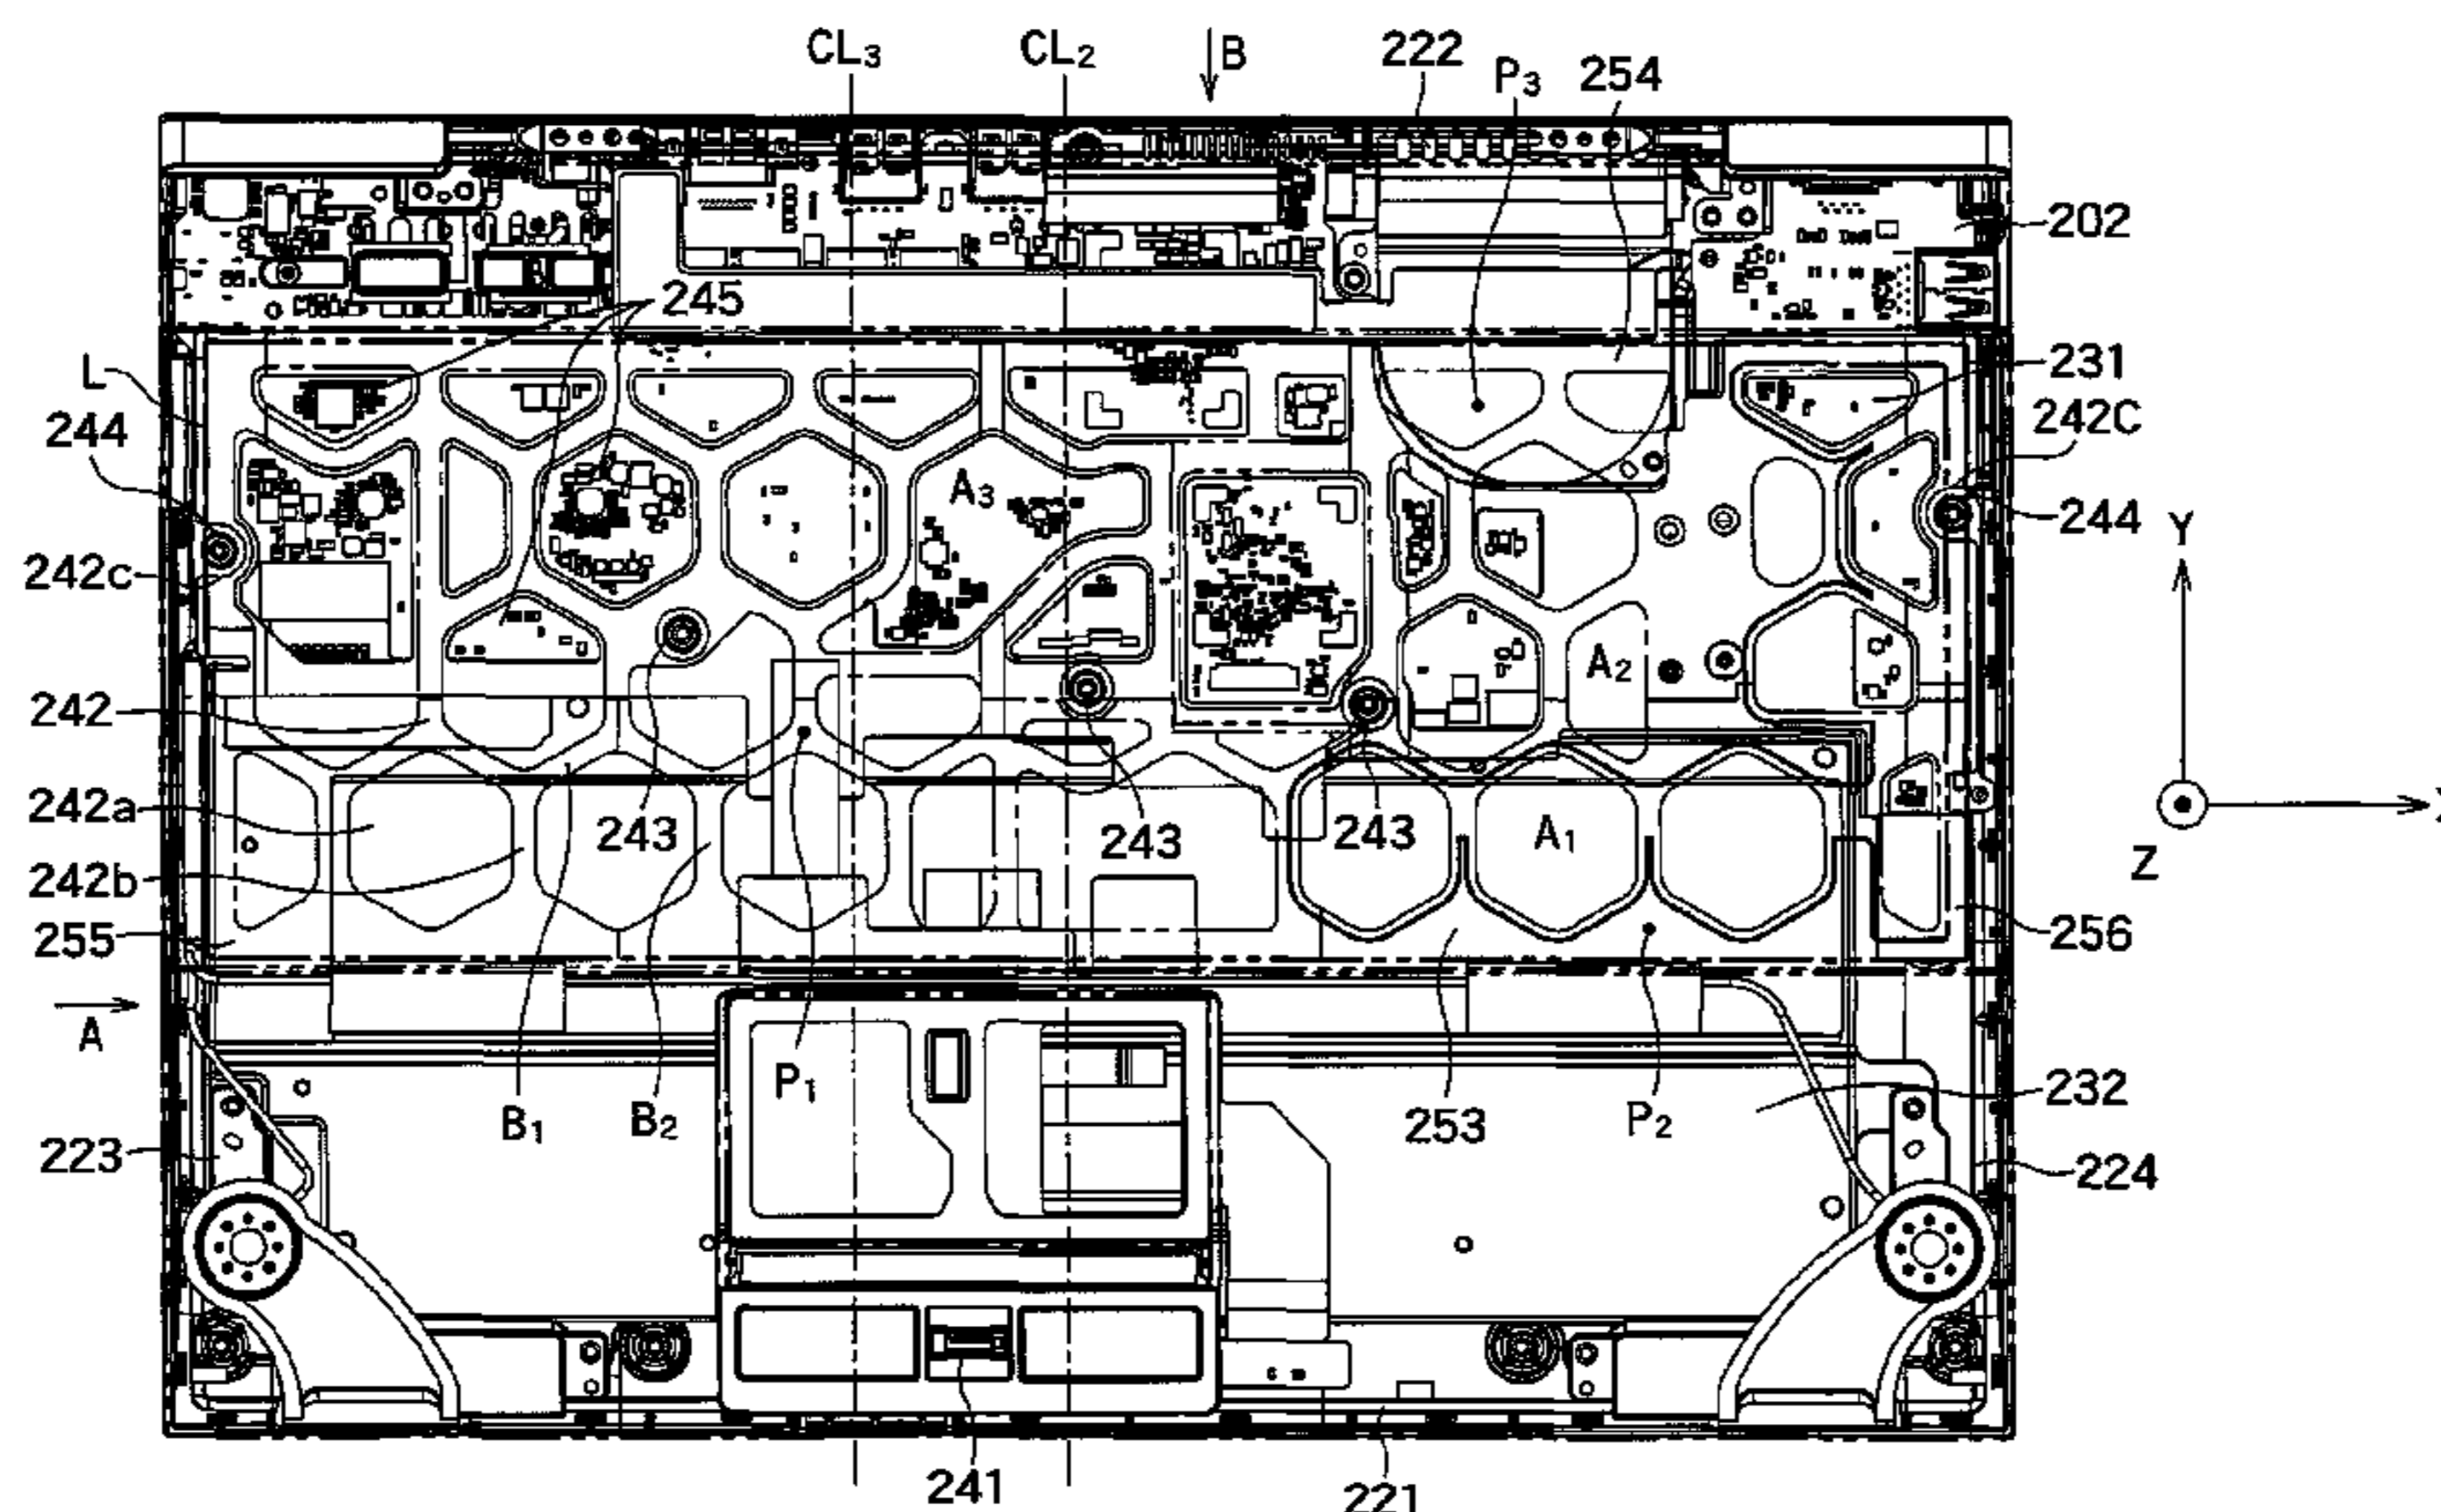 CL3 CL2 B 222 P3 254
202
245
L 231
244 242C
A3
244 Y
242c
A2
242
242a 243 243 243 A1 X
Z
242b
255 256
A
P1 232
B1 B2 253 P2
223 224
241 221